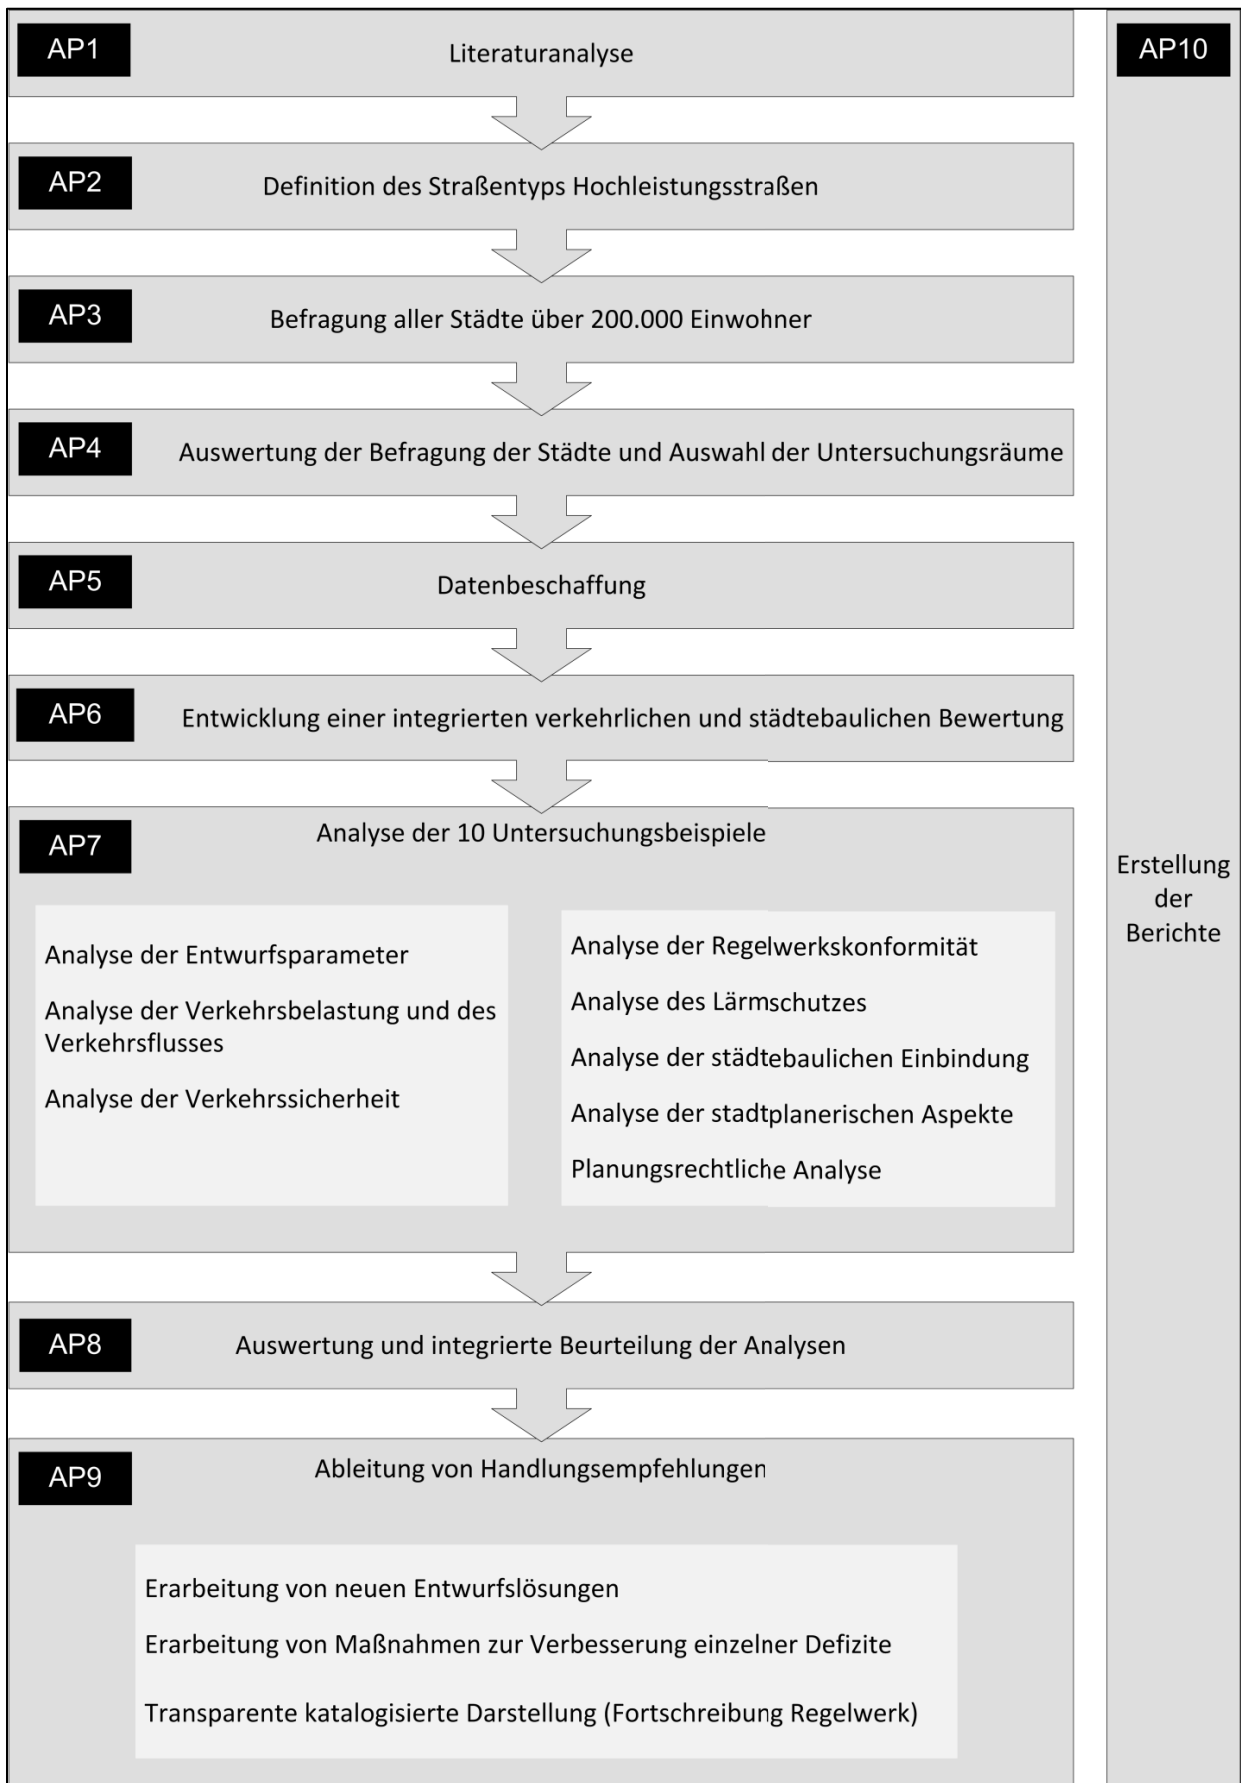 AP1
Literaturanalyse
AP2
Definition des Straßentyps Hochleistungsstraßen
AP3
Befragung aller Städte über 200.000 Einwohner
AP4
Auswertung der Befragung der Städte und Auswahl der Untersuchungsräume
AP5
Datenbeschaffung
AP6
Entwicklung einer integrierten verkehrlichen und städtebaulichen Bewertung
AP7
Analyse der 10 Untersuchungsbeispiele
Analyse der Entwurfsparameter
Analyse der Verkehrsbelastung und des
Verkehrsflusses
Analyse der Verkehrssicherheit
Analyse der Regelwerkskonformität
Analyse des Lärmschutzes
Analyse der städtebaulichen Einbindung
Analyse der stadtplanerischen Aspekte
Planungsrechtliche Analyse
AP8
Auswertung und integrierte Beurteilung der Analysen
AP9
Ableitung von Handlungsempfehlungen
Erarbeitung von neuen Entwurfslösungen
Erarbeitung von Maßnahmen zur Verbesserung einzelner Defizite
Transparente katalogisierte Darstellung (Fortschreibung Regelwerk)
AP10
Erstellung
der
Berichte